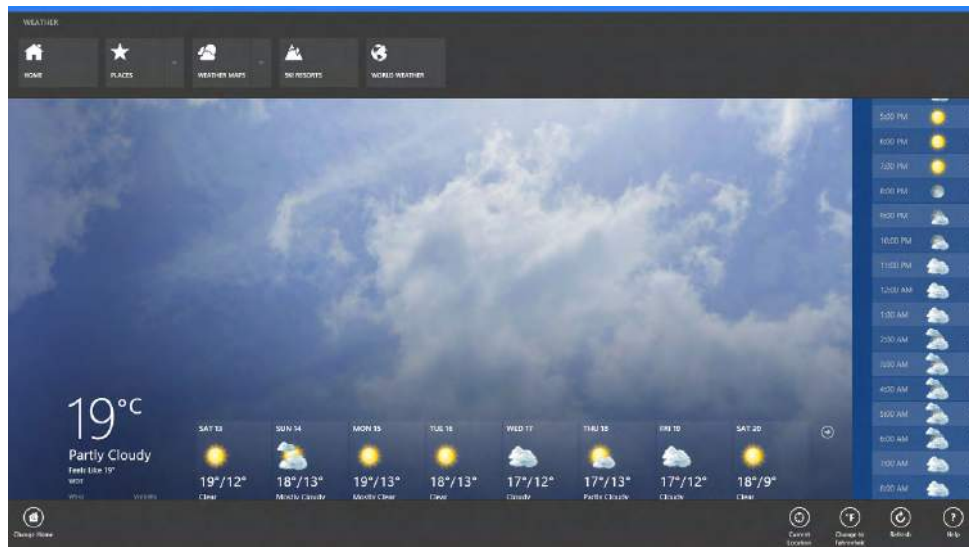 WEATHER
HOME
PLACES
WEATHER MAPS
SKI RESORTS
WORLD WEATHER
5:00 PM
6:00 PM
7:00 PM
8:00 PM
9:00 PM
10:00 PM
11:00 PM
12:00 AM
1:00 AM
2:00 AM
3:00 AM
4:00 AM
5:00 AM
6:00 AM
7:00 AM
8:00 AM
19°C
Partly Cloudy
Feels Like 19°
WDT
Wind Visibility
SAT 13
19°/12°
Clear
SUN 14
18°/13°
Mostly Cloudy
MON 15
19°/13°
Mostly Clear
TUE 16
18°/13°
Clear
WED 17
17°/12°
Cloudy
THU 18
17°/13°
Partly Cloudy
FRI 19
17°/12°
Cloudy
SAT 20
18°/9°
Clear
Change Home
Current
Location
Change to
Fahrenheit
°F
Refresh
?
Help